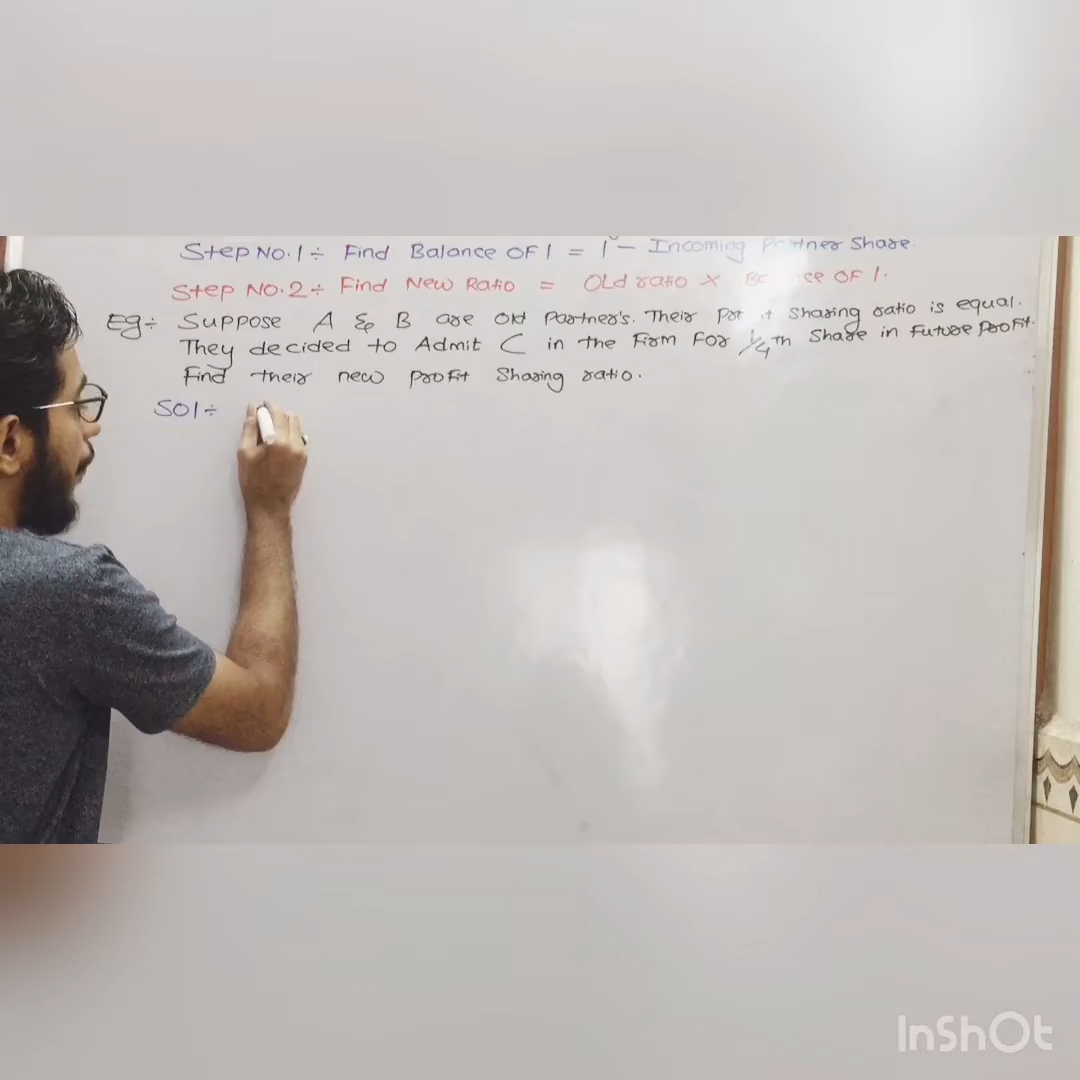 Step No.1 ÷ Find Balance OF 1 = 1 - Incoming Partner Share.
Step No.2 ÷ Find New Ratio = Old ratio X OF 1.
Eg ÷ Suppose A & B are Old Partner's. Their sharing ratio is equal.
They decided to Admit C in the Firm For 1/4th Share in Future Profit.
Find their new Profit Sharing ratio.
Sol ÷
InShOt